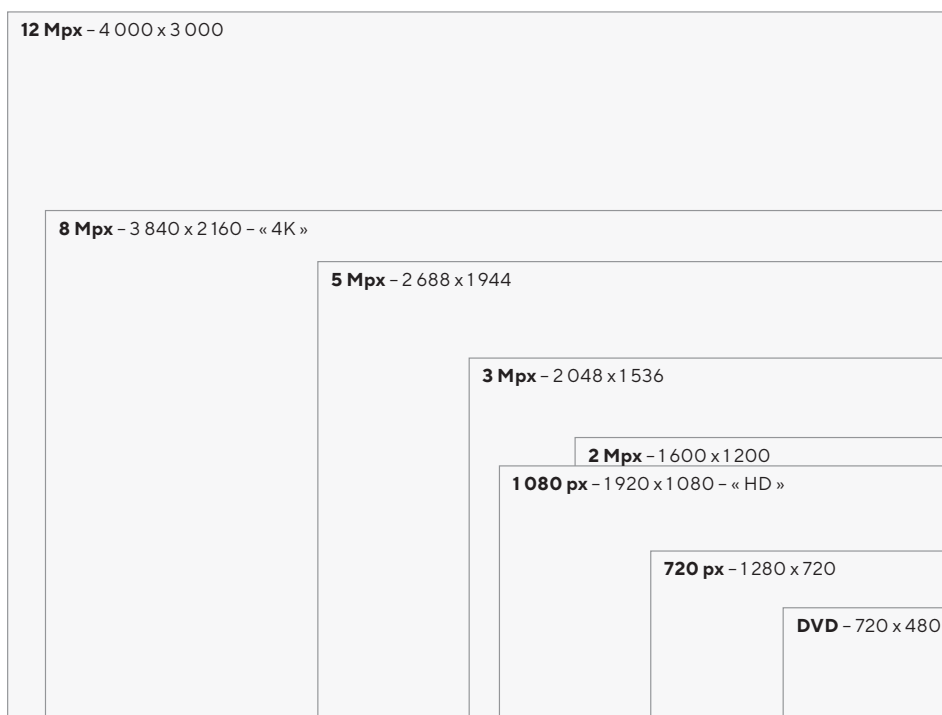 12 Mpx – 4 000 x 3 000
8 Mpx – 3 840 x 2 160 – « 4K »
5 Mpx – 2 688 x 1 944
3 Mpx – 2 048 x 1 536
2 Mpx – 1 600 x 1 200
1 080 px – 1 920 x 1 080 – « HD »
720 px – 1 280 x 720
DVD – 720 x 480